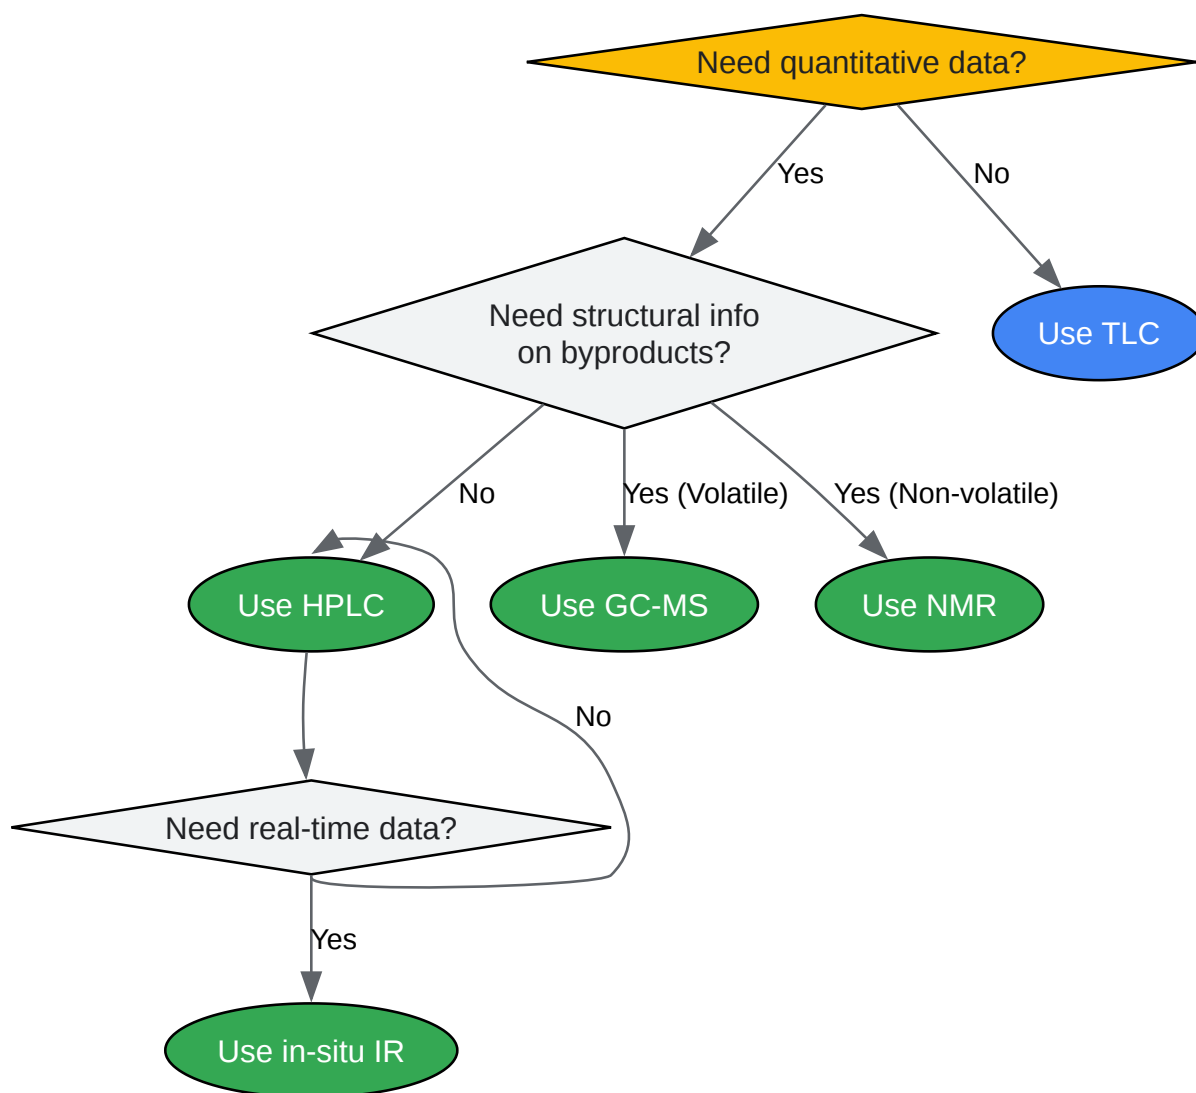 Need quantitative data?
Yes
No
Need structural info
on byproducts?
Use TLC
No
Yes (Volatile)
Yes (Non-volatile)
Use HPLC
Use GC-MS
Use NMR
No
Need real-time data?
Yes
Use in-situ IR